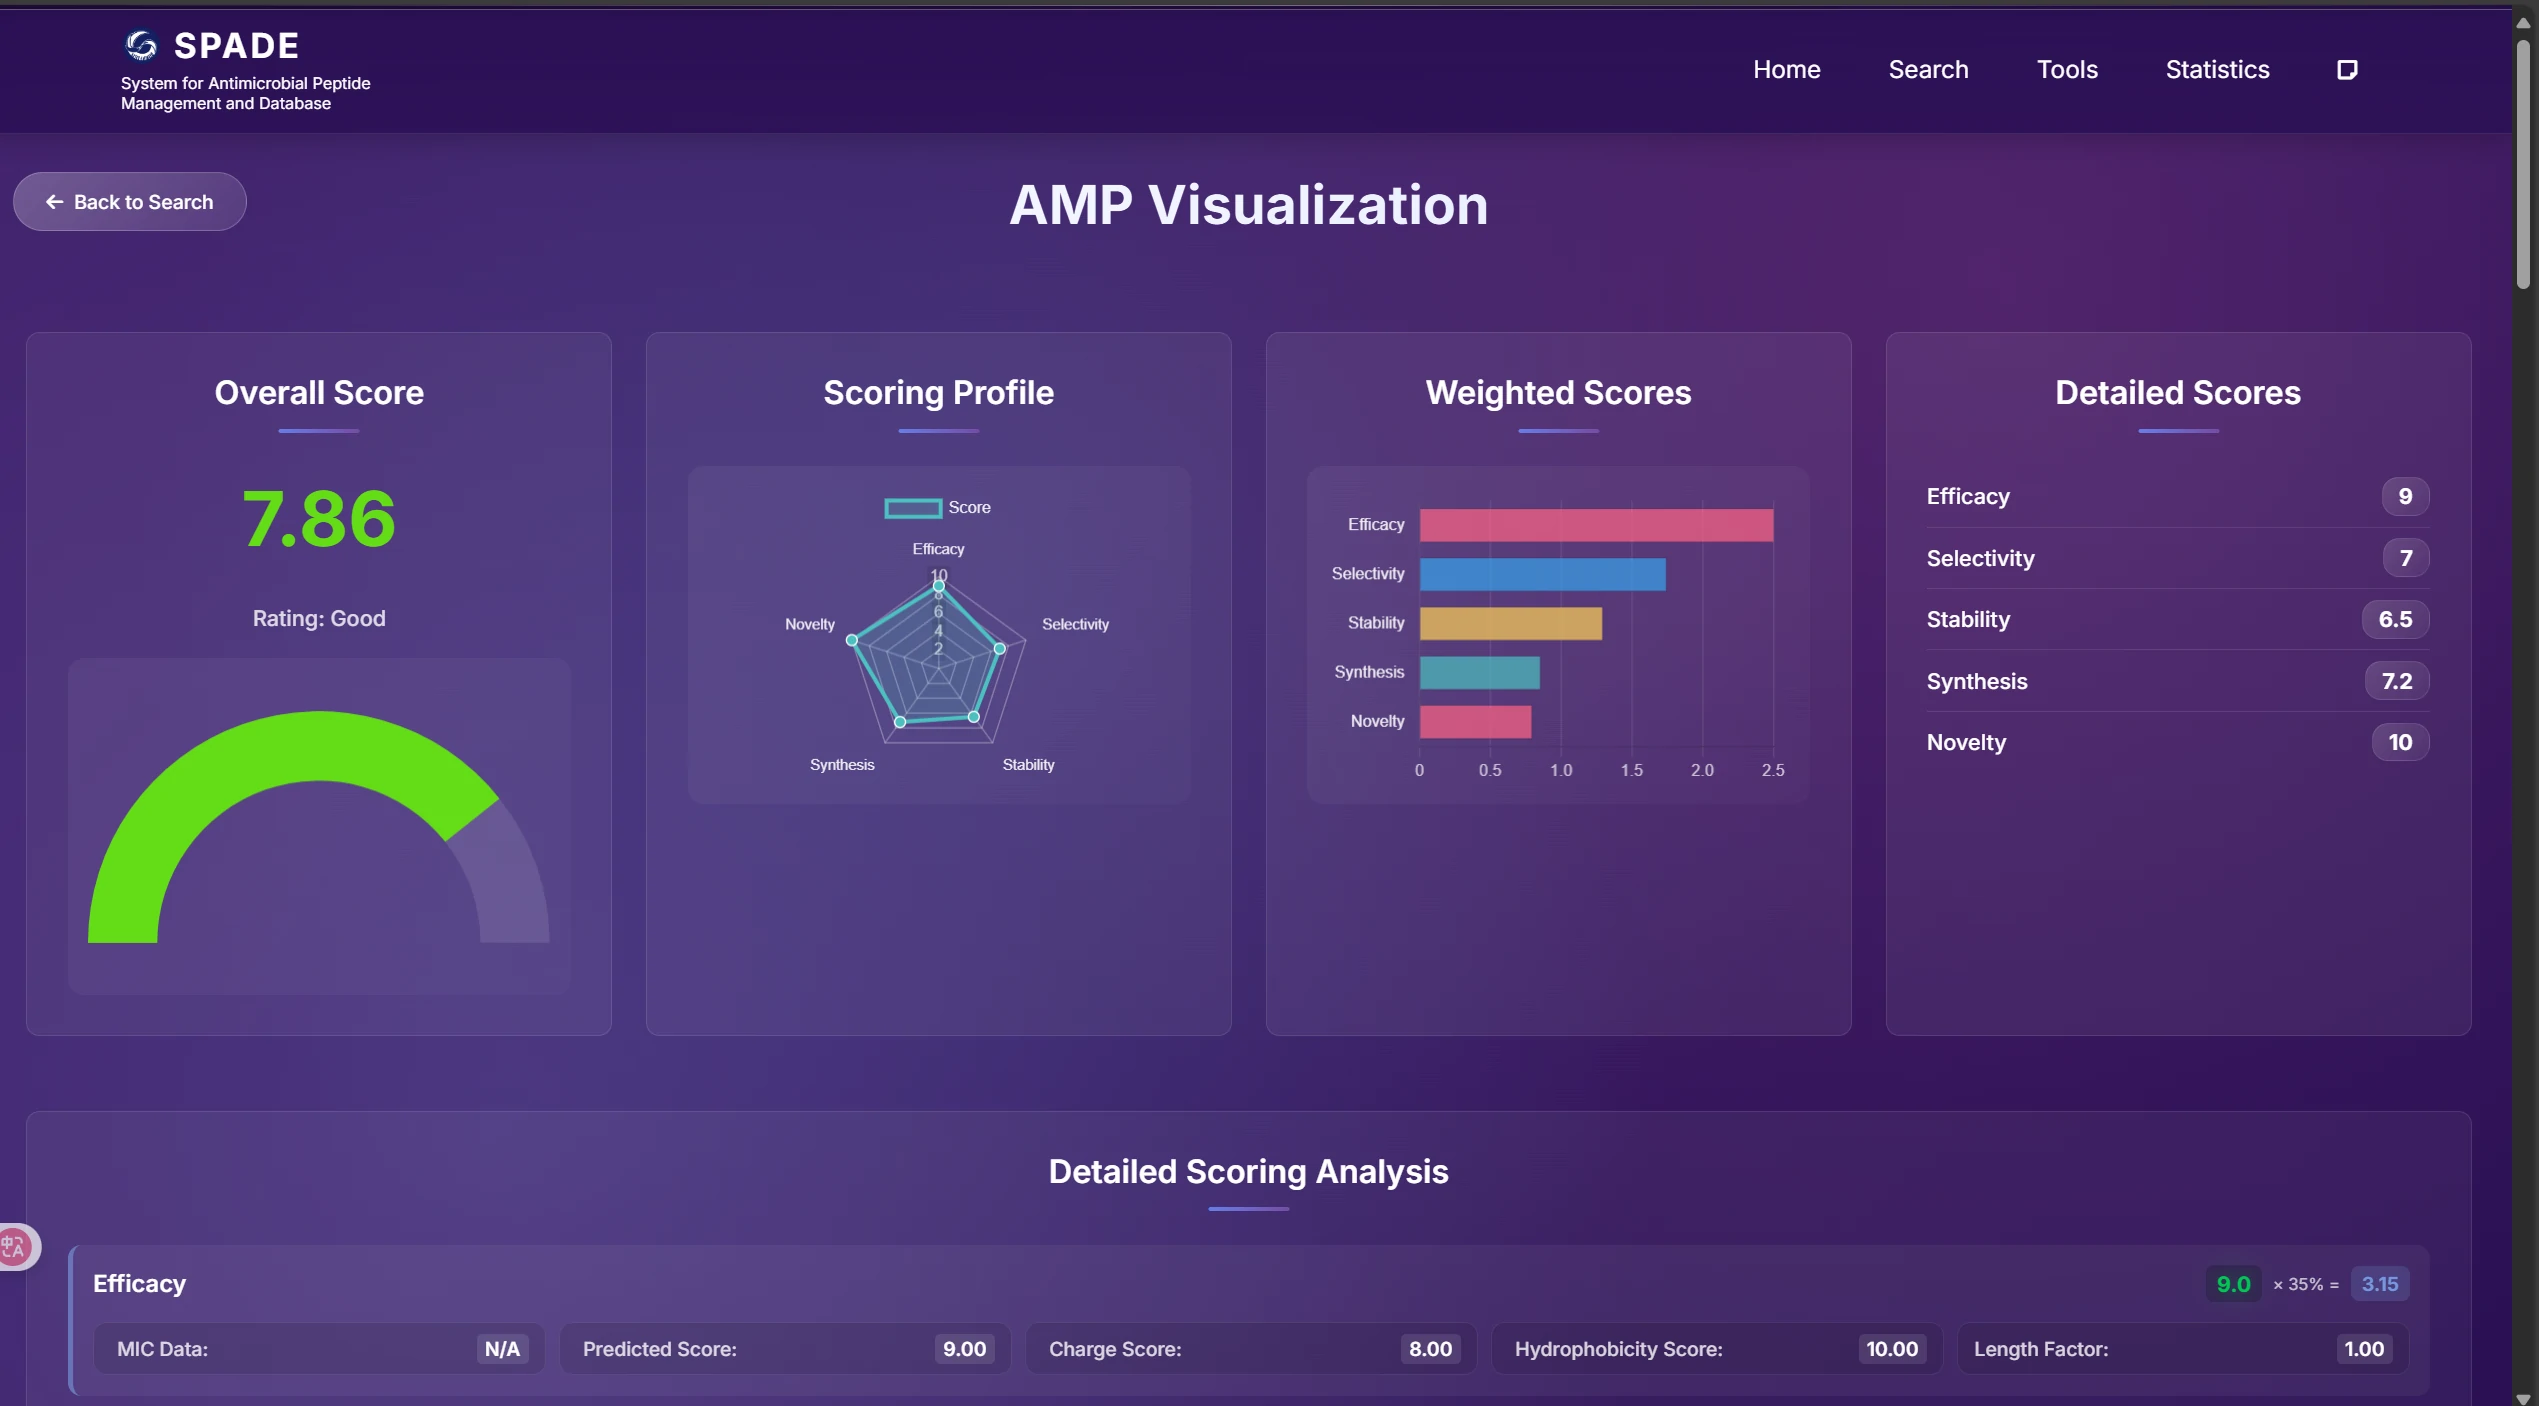 SPADE
System for Antimicrobial Peptide
Management and Database
Home
Search
Tools
Statistics
Back to Search
AMP Visualization
Overall Score
7.86
Rating: Good
Scoring Profile
Score
Efficacy
10
8
6
4
2
Novelty
Selectivity
Synthesis
Stability
Weighted Scores
Efficacy
Selectivity
Stability
Synthesis
Novelty
0 0.5 1.0 1.5 2.0 2.5
Detailed Scores
Efficacy 9
Selectivity 7
Stability 6.5
Synthesis 7.2
Novelty 10
Detailed Scoring Analysis
Efficacy
9.0 × 35% = 3.15
MIC Data: N/A
Predicted Score: 9.00
Charge Score: 8.00
Hydrophobicity Score: 10.00
Length Factor: 1.00
中A